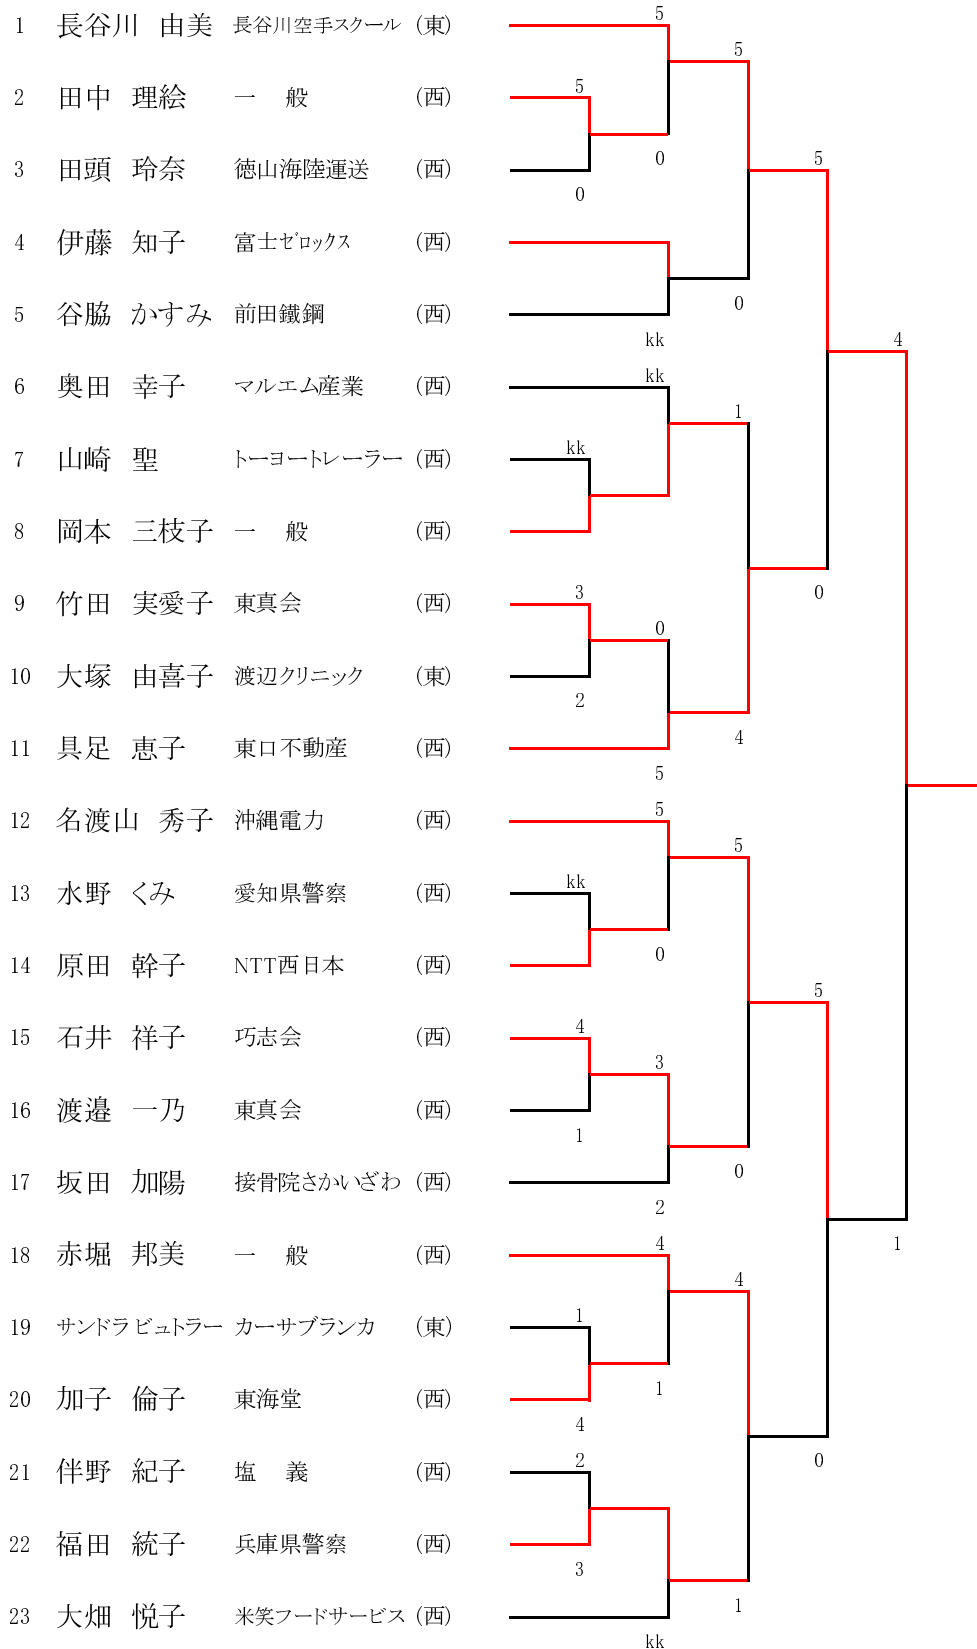 1 長谷川 由美 長谷川空手スクール (東)
5
5
2 田中 理絵 一 般 (西)
5
0
3 田頭 玲奈 徳山海陸運送 (西)
5
0
4 伊藤 知子 富士ｾﾞﾛｯｸｽ (西)
0
5 谷脇 かすみ 前田鐵鋼 (西)
kk
4
kk
6 奥田 幸子 マルエム産業 (西)
1
7 山崎 聖 トーヨートレーラー (西)
kk
8 岡本 三枝子 一 般 (西)
0
9 竹田 実愛子 東真会 (西)
3
0
10 大塚 由喜子 渡辺クリニック (東)
2
4
11 具足 恵子 東口不動産 (西)
5
5
12 名渡山 秀子 沖縄電力 (西)
5
13 水野 くみ 愛知県警察 (西)
kk
0
14 原田 幹子 NTT西日本 (西)
5
15 石井 祥子 巧志会 (西)
4
3
16 渡邉 一乃 東真会 (西)
1
0
17 坂田 加陽 接骨院さかいざわ (西)
2
4
1
18 赤堀 邦美 一 般 (西)
4
19 サンドラ ビュトラー カーサブランカ (東)
1
1
20 加子 倫子 東海堂 (西)
4
0
21 伴野 紀子 塩 義 (西)
2
22 福田 統子 兵庫県警察 (西)
3
1
23 大畑 悦子 米笑フードサービス (西)
kk